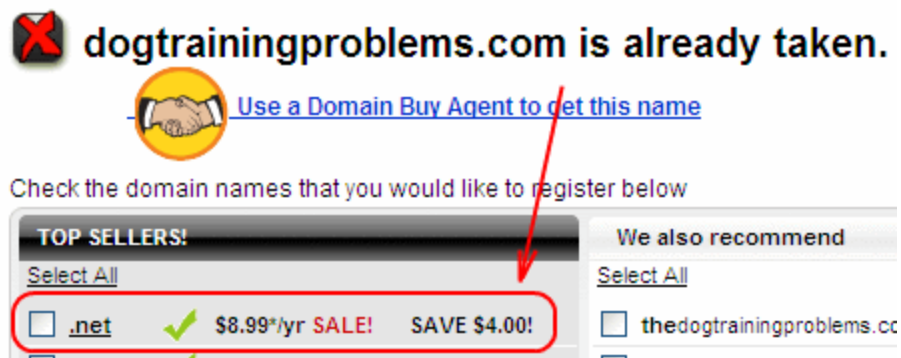 dogtrainingproblems.com is already taken.
Use a Domain Buy Agent to get this name
Check the domain names that you would like to register below
TOP SELLERS!
We also recommend
Select All
Select All
.net $8.99*/yr SALE! SAVE $4.00!
thedogtrainingproblems.co